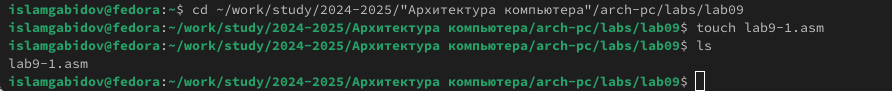 islamgabidov@fedora:~$ cd ~/work/study/2024-2025/"Архитектура компьютера"/arch-pc/labs/lab09
islamgabidov@fedora:~/work/study/2024-2025/Архитектура компьютера/arch-pc/labs/lab09$ touch lab9-1.asm
islamgabidov@fedora:~/work/study/2024-2025/Архитектура компьютера/arch-pc/labs/lab09$ ls
lab9-1.asm
islamgabidov@fedora:~/work/study/2024-2025/Архитектура компьютера/arch-pc/labs/lab09$